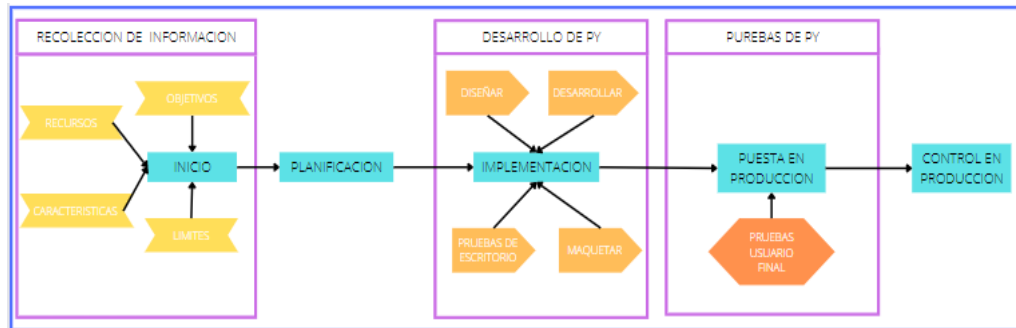 RECOLECCION DE INFORMACION
OBJETIVOS
RECURSOS
INICIO
CARACTERISTICAS
LIMITES
PLANIFICACION
DESARROLLO DE PY
DISEÑAR
DESARROLLAR
IMPLEMENTACION
PRUEBAS DE
ESCRITORIO
MAQUETAR
PUREBAS DE PY
PUESTA EN
PRODUCCION
PRUEBAS
USUARIO
FINAL
CONTROL EN
PRODUCCION